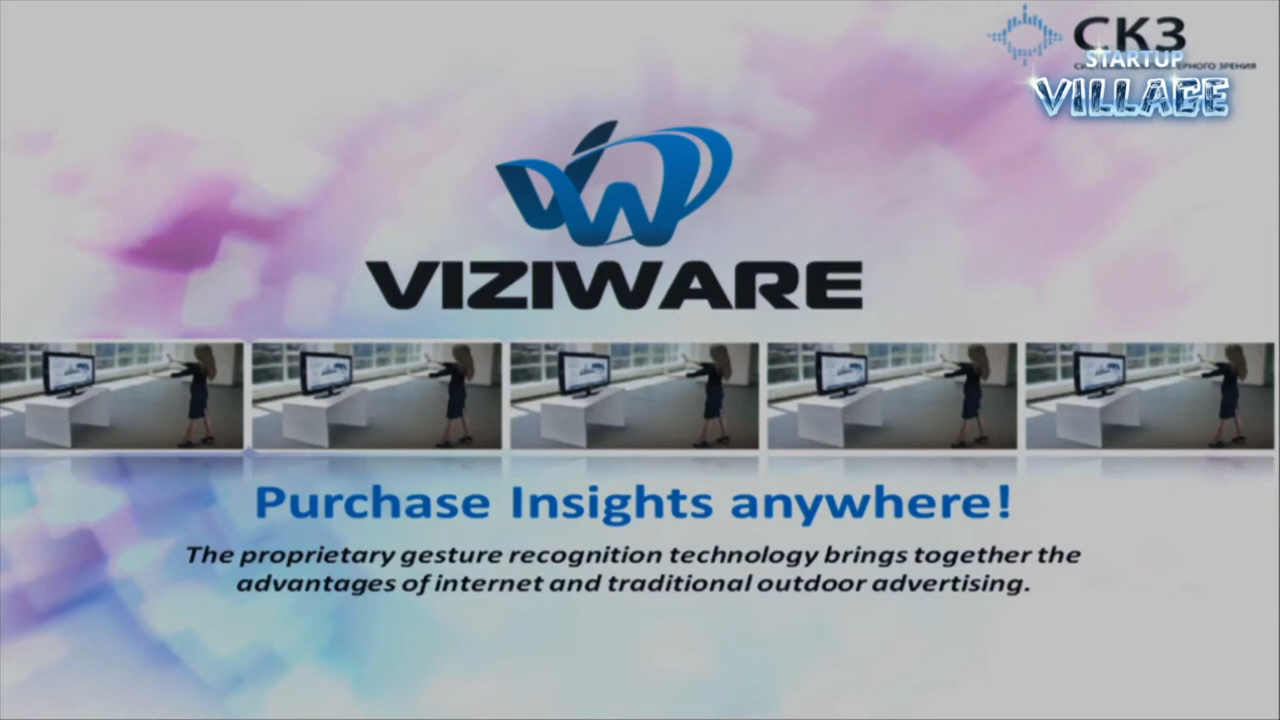 СКЗ
STARTUP
VILLAGE
VIZIWARE
Purchase Insights anywhere!
The proprietary gesture recognition technology brings together the
advantages of internet and traditional outdoor advertising.